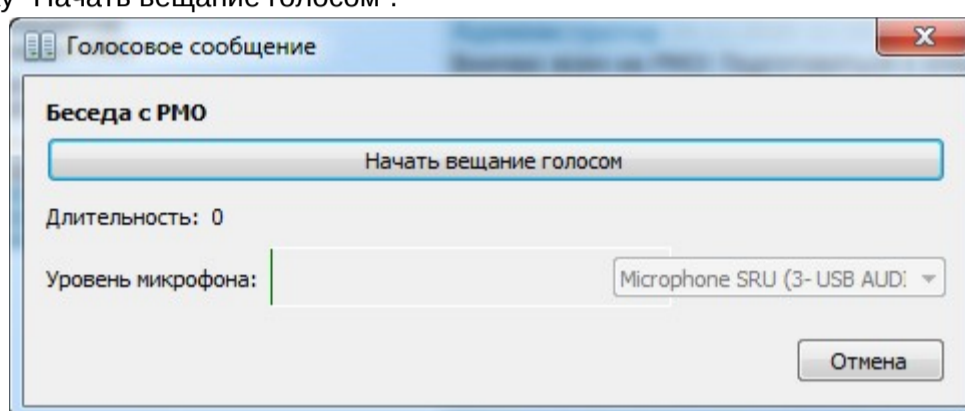 у "Начать вещание голосом".
Голосовое сообщение
Беседа с РМО
Начать вещание голосом
Длительность: 0
Уровень микрофона:
Microphone SRU (3- USB AUD:
Отмена